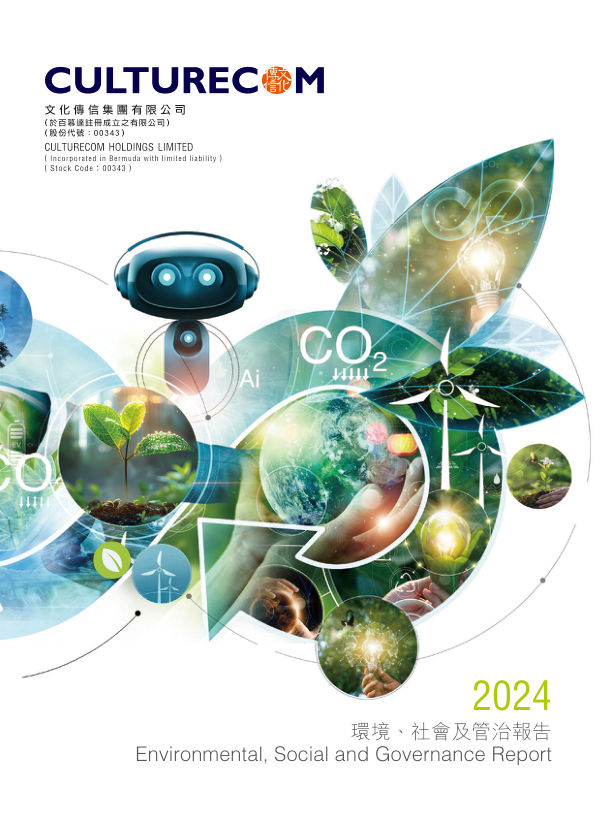 CULTURECOM
文化傳信集團有限公司
(於百慕達註冊成立之有限公司)
(股份代號：00343)
CULTURECOM HOLDINGS LIMITED
( Incorporated in Bermuda with limited liability )
( Stock Code：00343 )
CO₂
CO₂
Ai
EV
CO
2024
環境、社會及管治報告
Environmental, Social and Governance Report